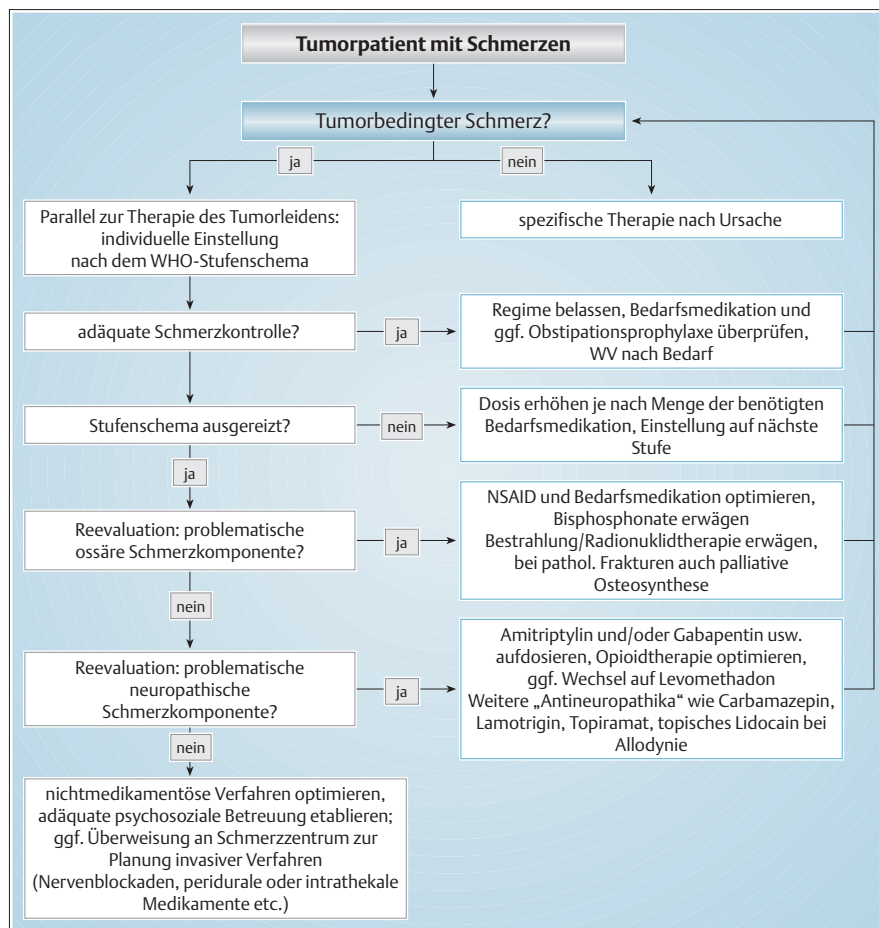 Tumorpatient mit Schmerzen
Tumorbedingter Schmerz?
ja
nein
Parallel zur Therapie des Tumorleidens:
individuelle Einstellung
nach dem WHO-Stufenschema
spezifische Therapie nach Ursache
adäquate Schmerzkontrolle?
ja
Regime belassen, Bedarfsmedikation und
ggf. Obstipationsprophylaxe überprüfen,
WV nach Bedarf
Stufenschema ausgereizt?
nein
Dosis erhöhen je nach Menge der benötigten
Bedarfsmedikation, Einstellung auf nächste
Stufe
ja
Reevaluation: problematische
ossäre Schmerzkomponente?
ja
NSAID und Bedarfsmedikation optimieren,
Bisphosphonate erwägen
Bestrahlung/Radionuklidtherapie erwägen,
bei pathol. Frakturen auch palliative
Osteosynthese
nein
Reevaluation: problematische
neuropathische
Schmerzkomponente?
ja
Amitriptylin und/oder Gabapentin usw.
aufdosieren, Opioidtherapie optimieren,
ggf. Wechsel auf Levomethadon
Weitere „Antineuropathika“ wie Carbamazepin,
Lamotrigin, Topiramat, topisches Lidocain bei
Allodynie
nein
nichtmedikamentöse Verfahren optimieren,
adäquate psychosoziale Betreuung etablieren;
ggf. Überweisung an Schmerzzentrum zur
Planung invasiver Verfahren
(Nervenblockaden, peridurale oder intrathekale
Medikamente etc.)